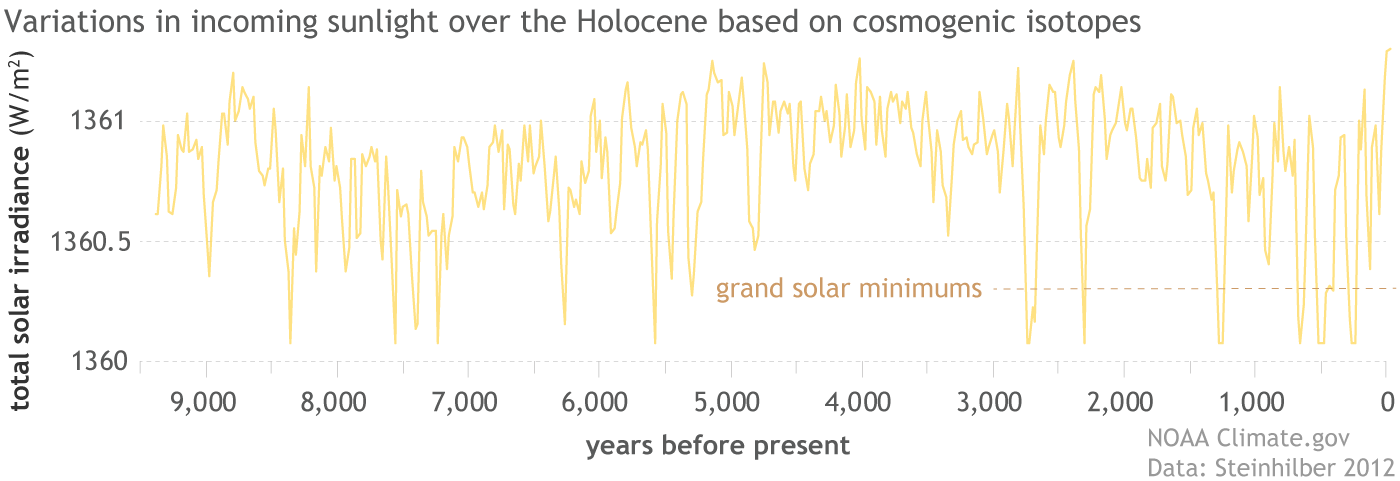 Variations in incoming sunlight over the Holocene based on cosmogenic isotopes
total solar irradiance (W/m²)
1361
1360.5
grand solar minimums
1360
9,000 8,000 7,000 6,000 5,000 4,000 3,000 2,000 1,000 0
years before present
NOAA Climate.gov
Data: Steinhilber 2012